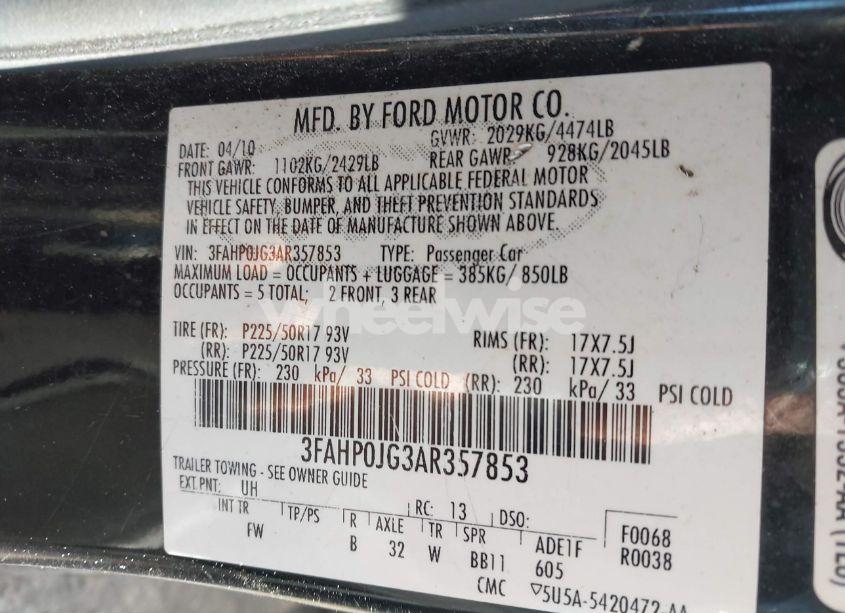 MFD. BY FORD MOTOR CO.
DATE: 04/10 GVWR: 2029KG/4474LB
FRONT GAWR: 1102KG/2429LB REAR GAWR: 928KG/2045LB
THIS VEHICLE CONFORMS TO ALL APPLICABLE FEDERAL MOTOR
VEHICLE SAFETY, BUMPER, AND THEFT PREVENTION STANDARDS
IN EFFECT ON THE DATE OF MANUFACTURE SHOWN ABOVE.
VIN: 3FAHP0JG3AR357853 TYPE: Passenger Car
MAXIMUM LOAD = OCCUPANTS + LUGGAGE = 385KG/ 850LB
OCCUPANTS = 5 TOTAL; 2 FRONT, 3 REAR
wheelwise
TIRE (FR): P225/50R17 93V RIMS (FR): 17X7.5J
(RR): P225/50R17 93V (RR): 17X7.5J
PRESSURE (FR): 230 kPa/ 33 PSI COLD (RR): 230 kPa/ 33 PSI COLD
3FAHP0JG3AR357853
TRAILER TOWING - SEE OWNER GUIDE
EXT PNT: UH RC: 13 DSO:
INT TR TP/PS R AXLE TR SPR ADE1F F0068
FW B 32 W BB11 605 R0038
CMC ▽5U5A-5420472-AA